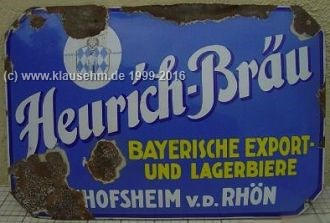 (c) www.klausehm.de 1999-2016
Heurich-Bräu
BAYERISCHE EXPORT-
UND LAGERBIERE
HOFSHEIM v.d. RHÖN